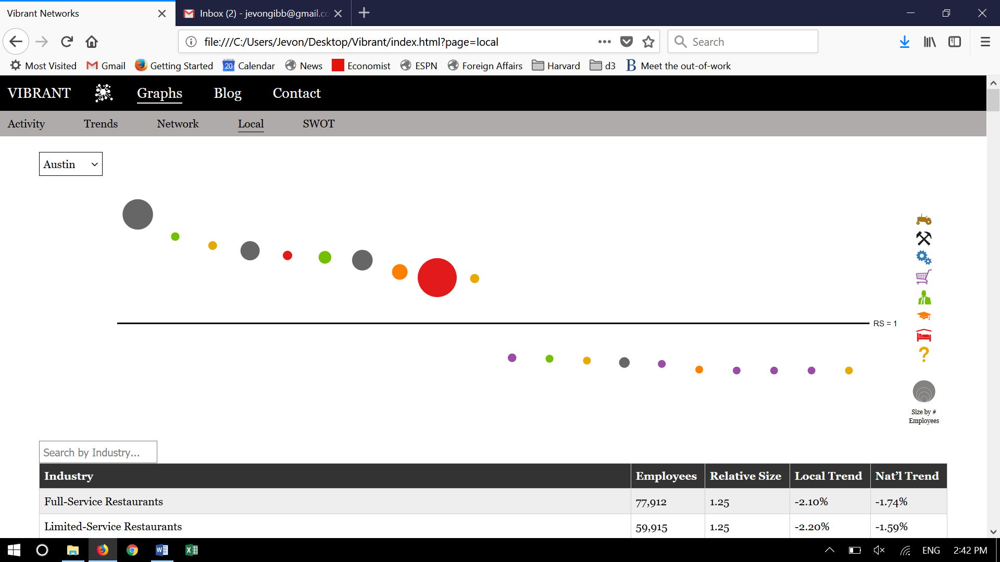 Vibrant Networks
Inbox (2) - jevongibb@gmail.co
file:///C:/Users/Jevon/Desktop/Vibrant/index.html?page=local
Search
Most Visited Gmail Getting Started 20 Calendar News Economist ESPN Foreign Affairs Harvard d3 B Meet the out-of-work
VIBRANT Graphs Blog Contact
Activity Trends Network Local SWOT
Austin
RS = 1
?
Size by #
Employees
Search by Industry...
Industry Employees Relative Size Local Trend Nat’l Trend
Full-Service Restaurants 77,912 1.25 -2.10% -1.74%
Limited-Service Restaurants 59,915 1.25 -2.20% -1.59%
ENG 2:42 PM